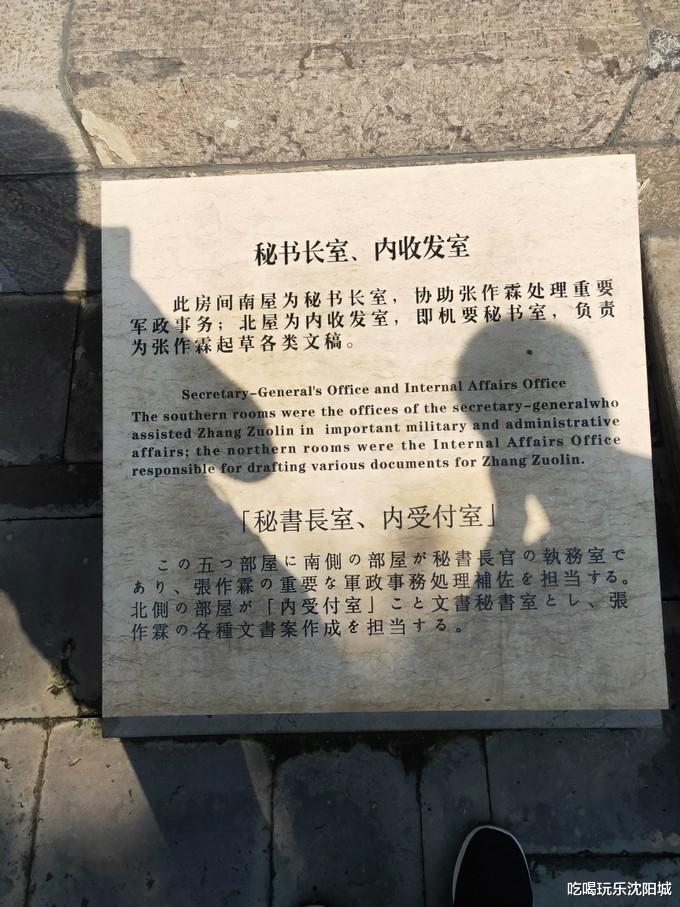 秘书长室、内收发室
此房间南屋为秘书长室，协助张作霖处理重要
军政事务；北屋为内收发室，即机要秘书室，负责
为张作霖起草各类文稿。
Secretary-General's Office and Internal Affairs Office
The southern rooms were the offices of the secretary-generalwho
assisted Zhang Zuolin in important military and administrative
affairs; the northern rooms were the Internal Affairs Office
responsible for drafting various documents for Zhang Zuolin.
「秘書長室、内受付室」
この五つ部屋に南側の部屋が秘書長官の執務室で
あり、張作霖の重要な軍政事務処理補佐を担当する。
北側の部屋が「内受付室」こと文書秘書室とし、張
作霖の各種文書案作成を担当する。
吃喝玩乐沈阳城